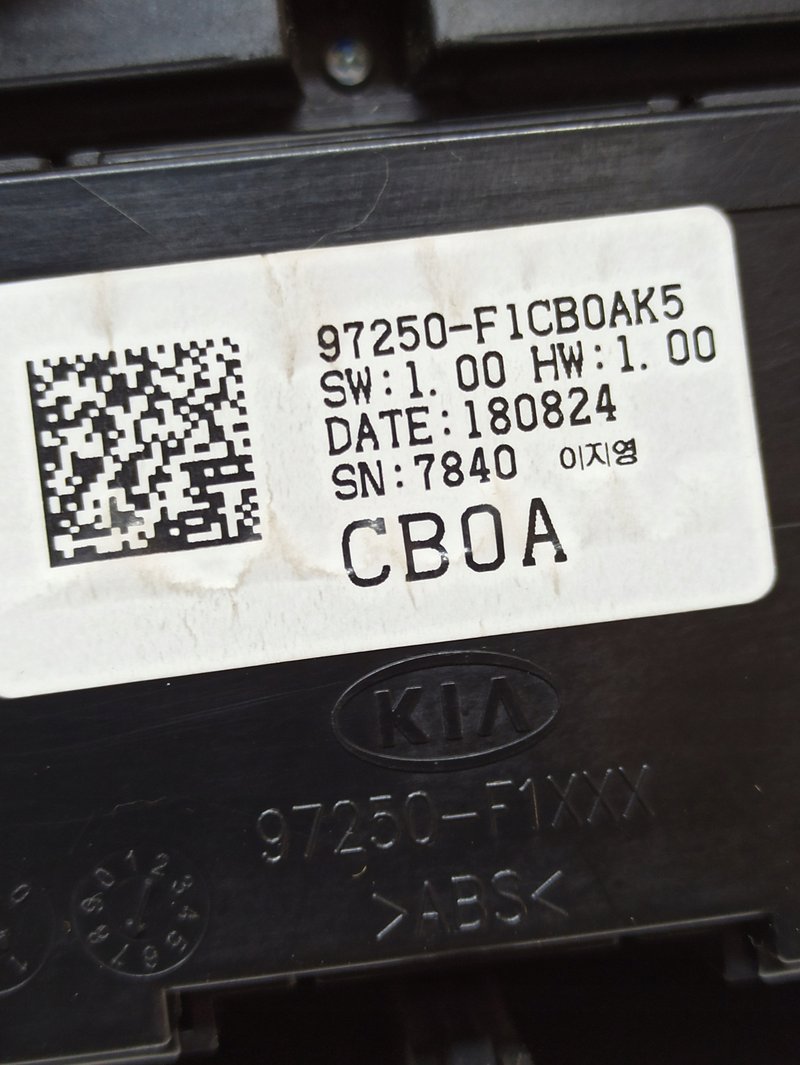 97250-F1CB0AK5
SW:1.00 HW:1.00
DATE:180824
SN:7840 이지영
CB0A
KIA
97250-F1XXX
>ABS<